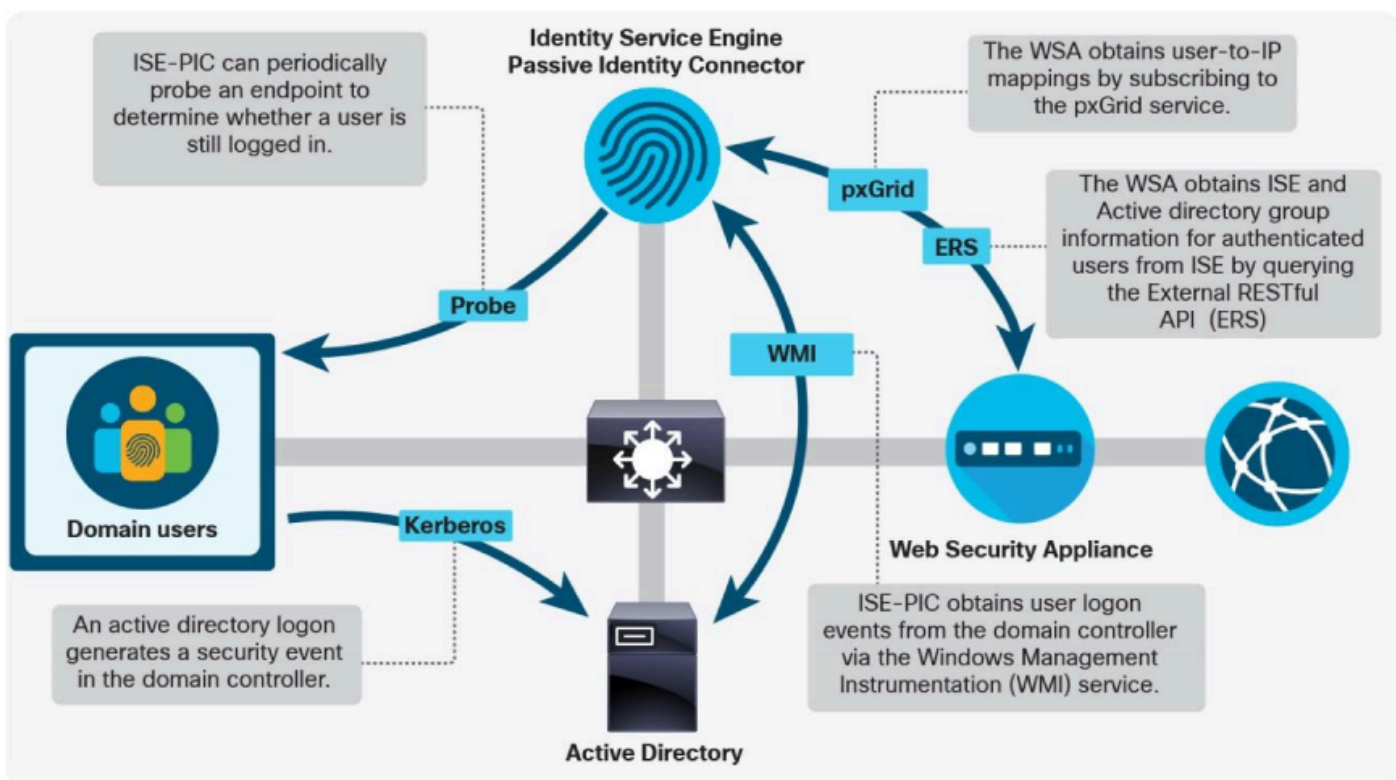 ISE-PIC can periodically
probe an endpoint to
determine whether a user is
still logged in.
Identity Service Engine
Passive Identity Connector
The WSA obtains user-to-IP
mappings by subscribing to
the pxGrid service.
pxGrid
The WSA obtains ISE and
Active directory group
information for authenticated
users from ISE by querying
the External RESTful
API (ERS)
ERS
Probe
WMI
Domain users
Kerberos
Web Security Appliance
An active directory logon
generates a security event
in the domain controller.
ISE-PIC obtains user logon
events from the domain controller
via the Windows Management
Instrumentation (WMI) service.
Active Directory